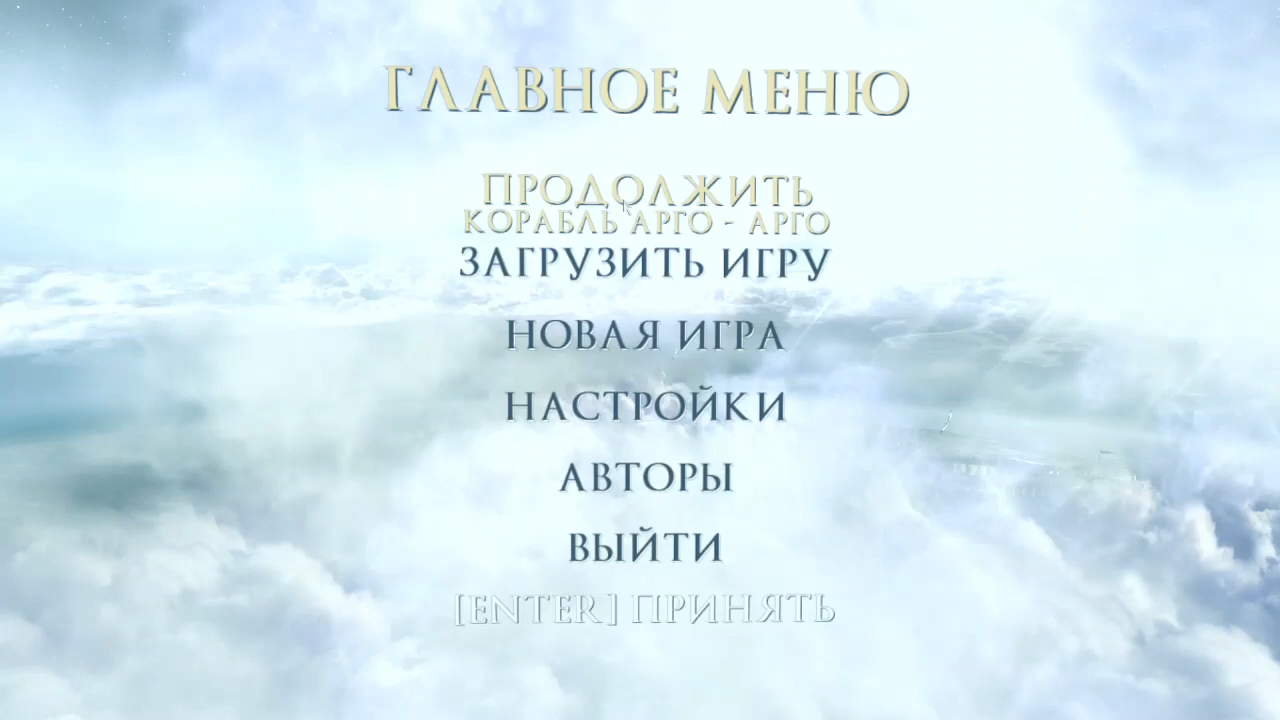 ГЛАВНОЕ МЕНЮ
ПРОДОЛЖИТЬ
КОРАБЛЬ АРГО - АРГО
ЗАГРУЗИТЬ ИГРУ
НОВАЯ ИГРА
НАСТРОЙКИ
АВТОРЫ
ВЫЙТИ
[ENTER] ПРИНЯТЬ